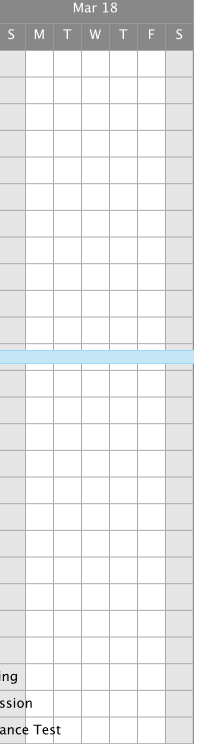 Mar 18
S M T W T F S
ing
ssion
ance Test